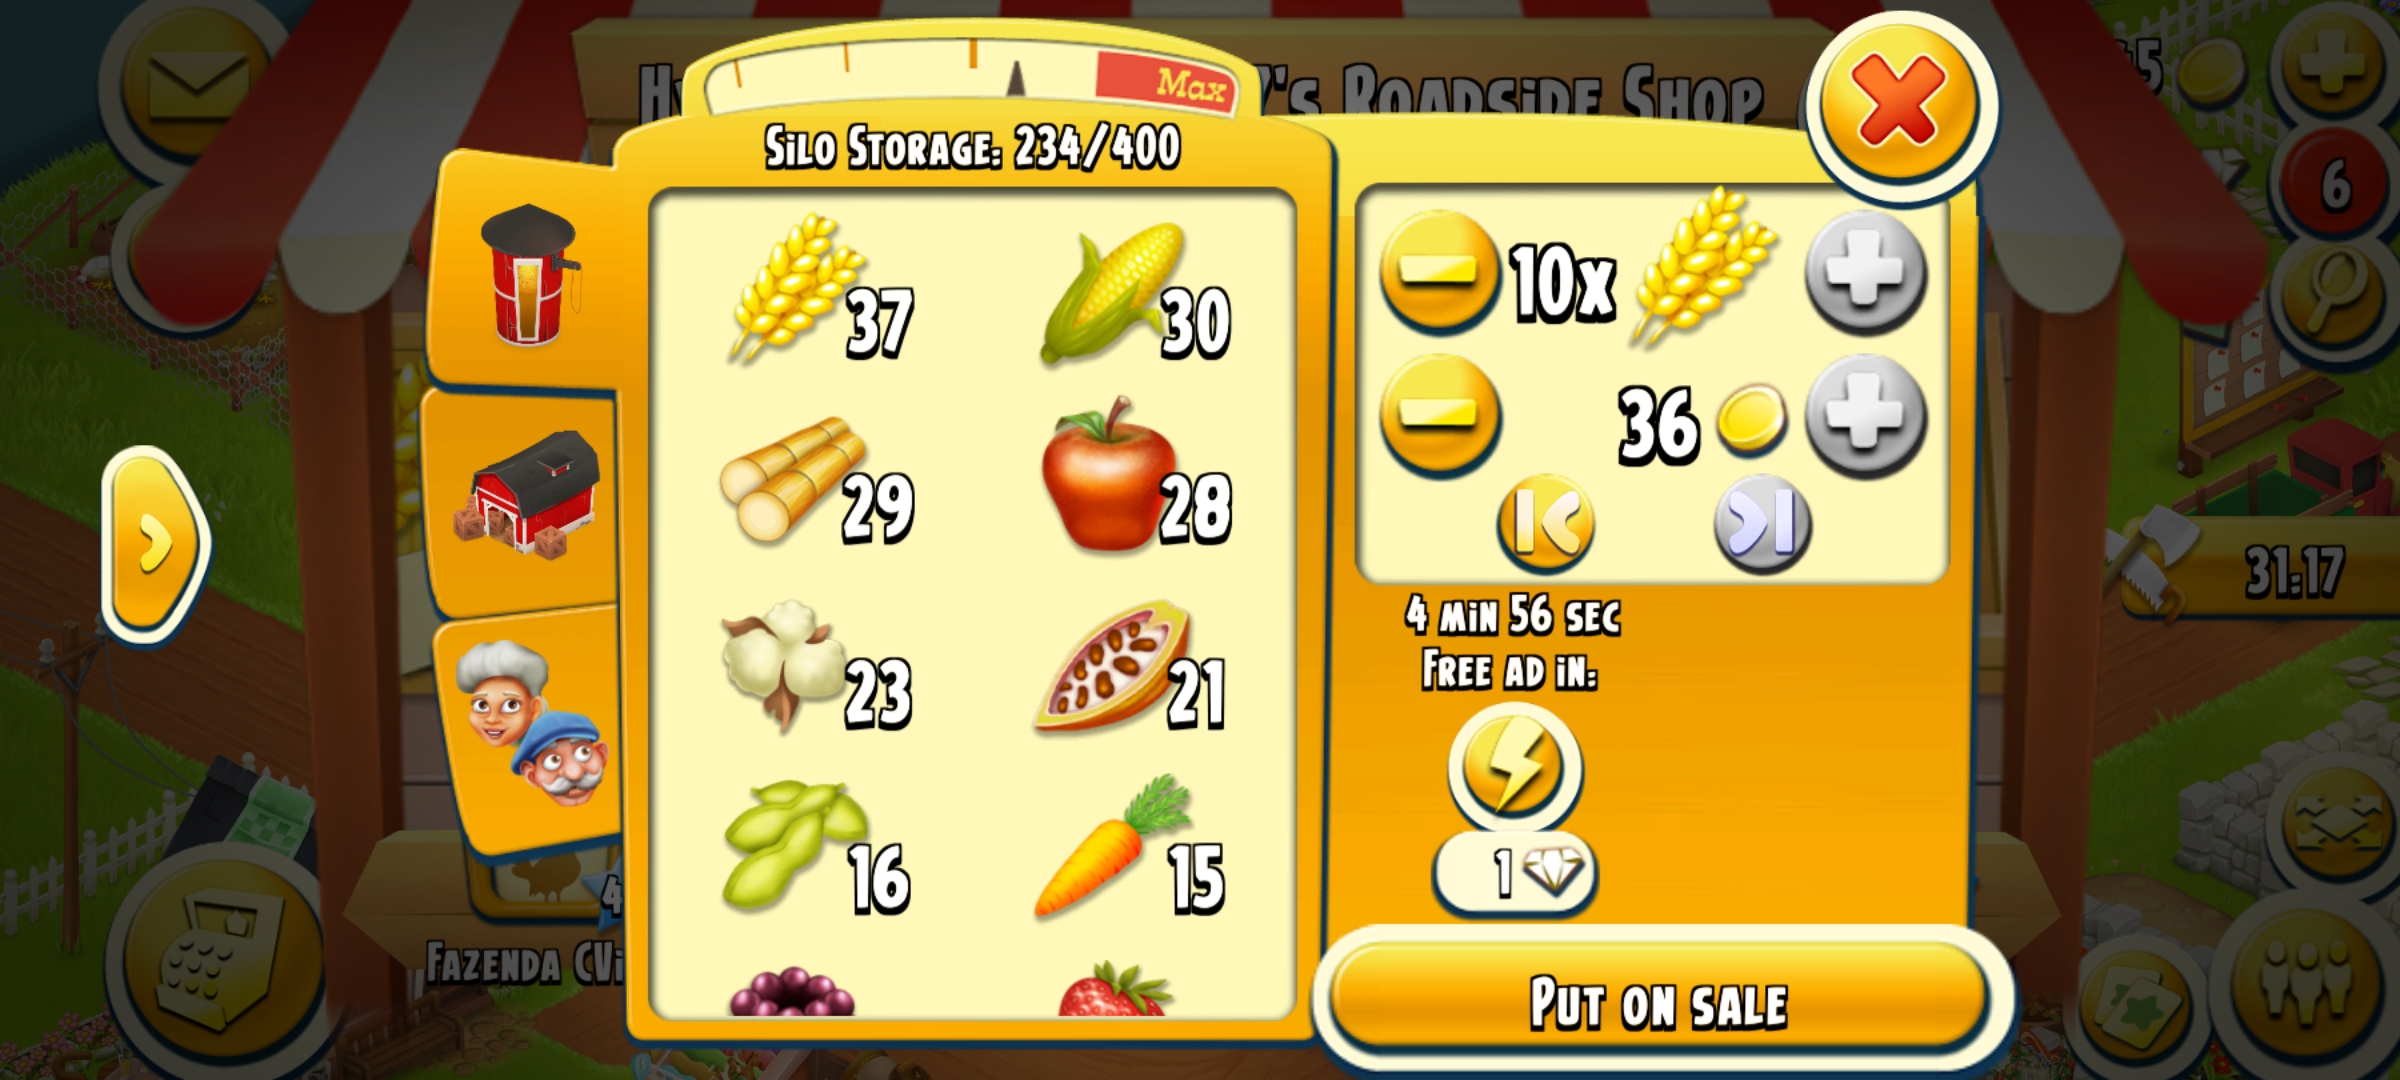 Max
's Roadside Shop
Silo Storage: 234/400
37
30
29
28
23
21
16
15
10x
36
4 min 56 sec
Free ad in:
1
Put on sale
6
31:17
Fazenda